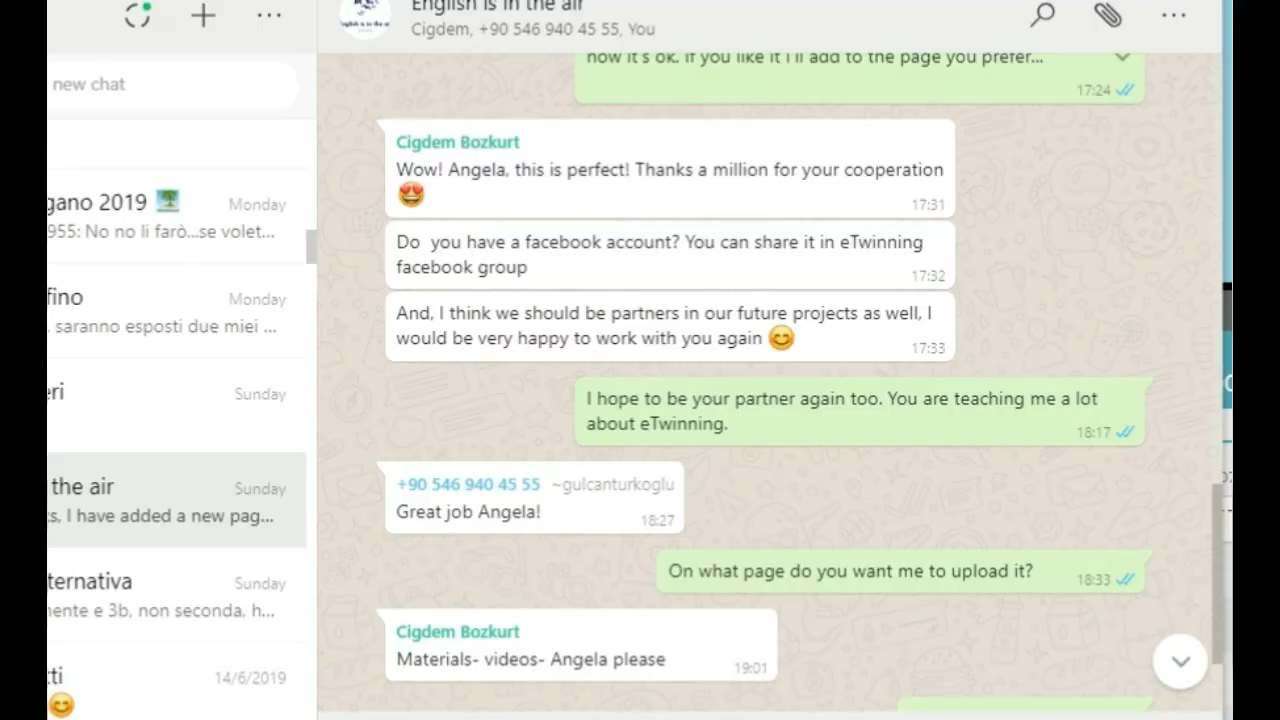 English is in the air
Cigdem, +90 546 940 45 55, You
new chat
now it's ok. If you like it I'll add to the page you prefer...
17:24
Cigdem Bozkurt
Wow! Angela, this is perfect! Thanks a million for your cooperation
😍
17:31
Do you have a facebook account? You can share it in eTwinning
facebook group
17:32
And, I think we should be partners in our future projects as well, I
would be very happy to work with you again 😊
17:33
I hope to be your partner again too. You are teaching me a lot
about eTwinning.
18:17
+90 546 940 45 55 ~gulcanturkoglu
Great job Angela!
18:27
On what page do you want me to upload it?
18:33
Cigdem Bozkurt
Materials- videos- Angela please
19:01
gano 2019 🏝 Monday
955: No no li farò...se volet...
fino Monday
, saranno esposti due miei ...
eri Sunday
the air Sunday
s, I have added a new pag...
ternativa Sunday
nente e 3b, non seconda, h...
tti 14/6/2019
😊